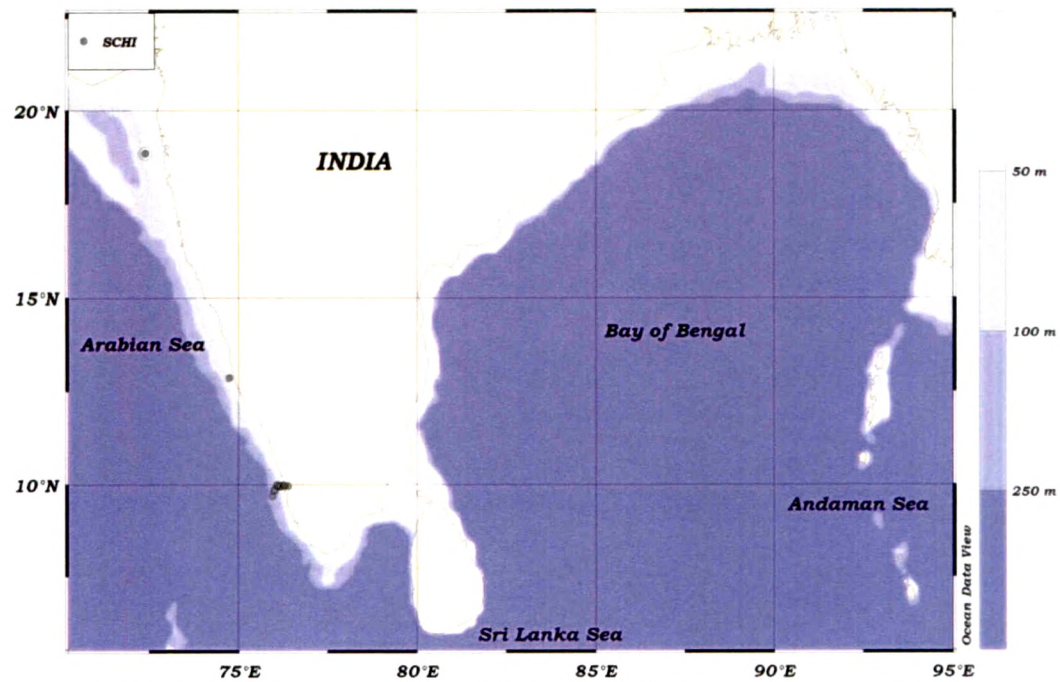 SCHI
20°N
INDIA
50 m
15°N
Bay of Bengal
Arabian Sea
100 m
10°N
Andaman Sea
250 m
Ocean Data View
Sri Lanka Sea
75°E
80°E
85°E
90°E
95°E